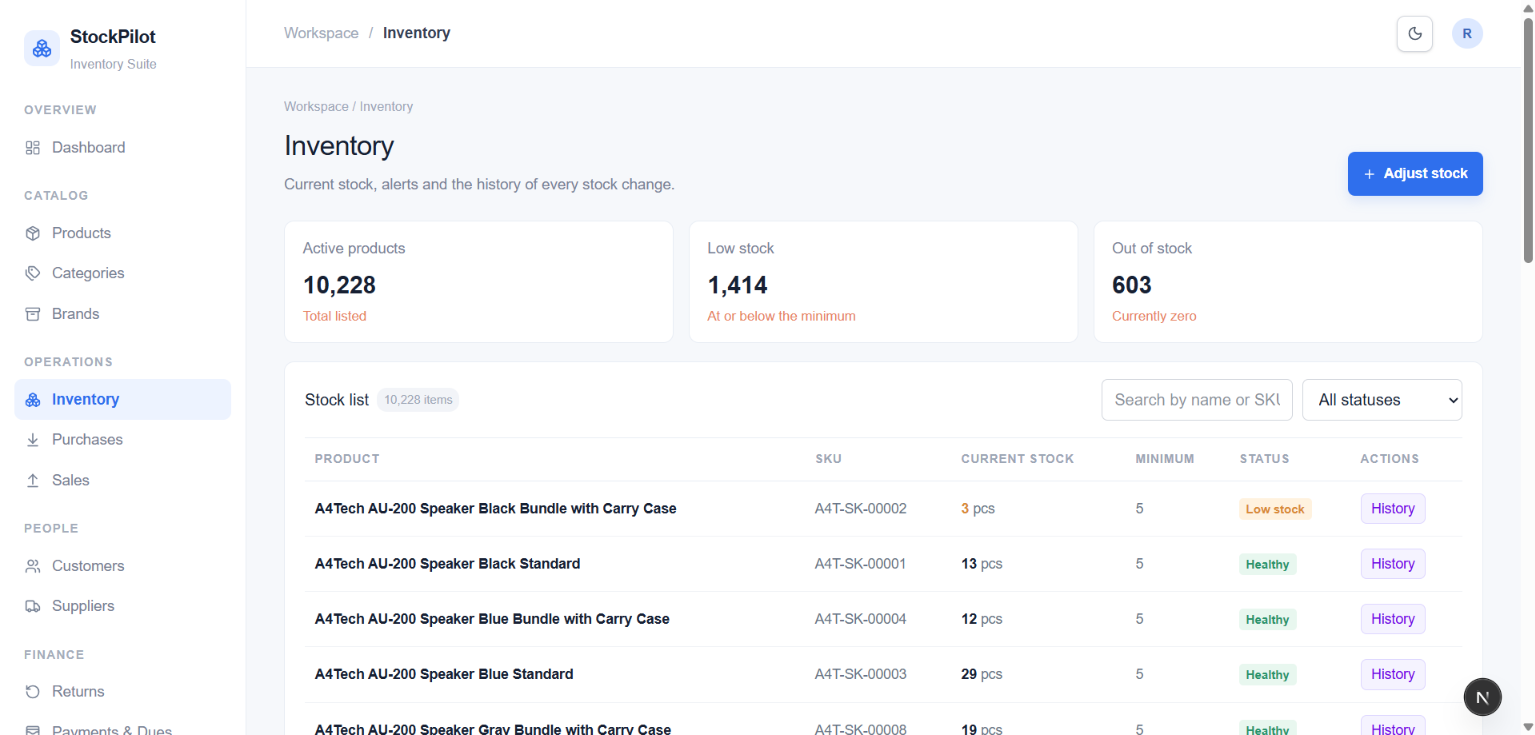 StockPilot
Inventory Suite
OVERVIEW
Dashboard
CATALOG
Products
Categories
Brands
OPERATIONS
Inventory
Purchases
Sales
PEOPLE
Customers
Suppliers
FINANCE
Returns
Payments & Dues
Workspace / Inventory
R
Workspace / Inventory
Inventory
Current stock, alerts and the history of every stock change.
+ Adjust stock
Active products
10,228
Total listed
Low stock
1,414
At or below the minimum
Out of stock
603
Currently zero
Stock list 10,228 items
Search by name or SKU
All statuses
PRODUCT SKU CURRENT STOCK MINIMUM STATUS ACTIONS
A4Tech AU-200 Speaker Black Bundle with Carry Case A4T-SK-00002 3 pcs 5 Low stock History
A4Tech AU-200 Speaker Black Standard A4T-SK-00001 13 pcs 5 Healthy History
A4Tech AU-200 Speaker Blue Bundle with Carry Case A4T-SK-00004 12 pcs 5 Healthy History
A4Tech AU-200 Speaker Blue Standard A4T-SK-00003 29 pcs 5 Healthy History
A4Tech AU-200 Speaker Gray Bundle with Carry Case A4T-SK-00008 19 pcs 5 Healthy History
N